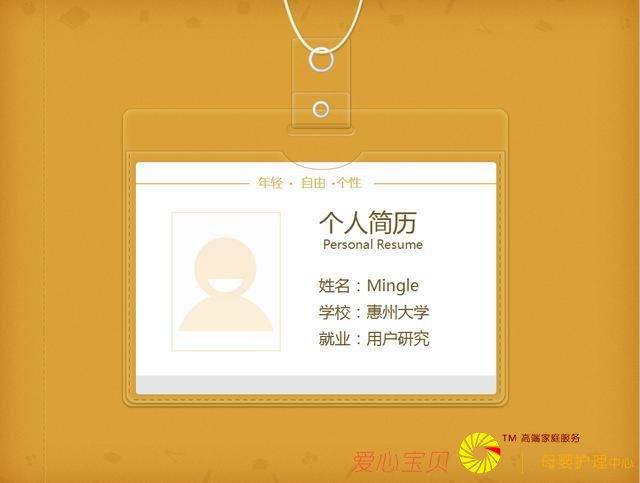 年轻 · 自由 · 个性
个人简历
Personal Resume
姓名：Mingle
学校：惠州大学
就业：用户研究
TM 高端家庭服务
爱心宝贝 | 母婴护理中心